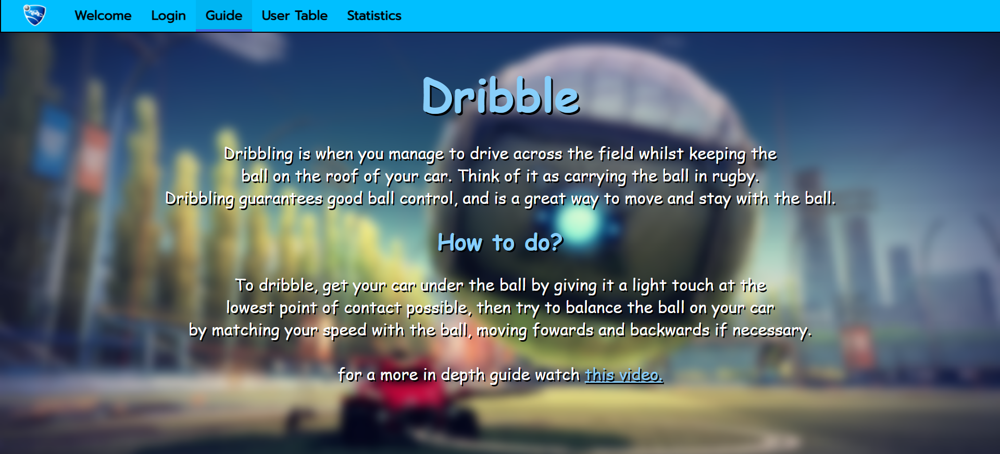 Welcome Login Guide User Table Statistics
Dribble
Dribbling is when you manage to drive across the field whilst keeping the
ball on the roof of your car. Think of it as carrying the ball in rugby.
Dribbling guarantees good ball control, and is a great way to move and stay with the ball.
How to do?
To dribble, get your car under the ball by giving it a light touch at the
lowest point of contact possible, then try to balance the ball on your car
by matching your speed with the ball, moving fowards and backwards if necessary.
for a more in depth guide watch this video.